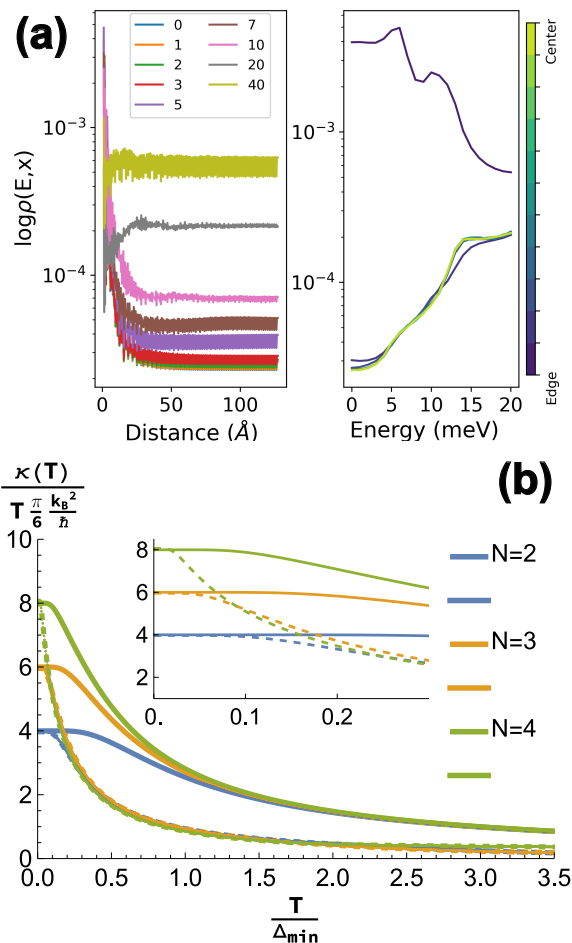 (a)
0 7
1 10
2 20
3 40
5
10⁻³
10⁻⁴
logρ(E,x)
0 50 100
Distance (Å)
10⁻³
10⁻⁴
0 5 10 15 20
Energy (meV)
Center
Edge
(b)
κ(T)
T π/6 k_B²/ħ
10
8
6
4
2
0
0.0 0.5 1.0 1.5 2.0 2.5 3.0 3.5
T
Δmin
8
6
4
2
0 0.1 0.2
N=2
N=3
N=4